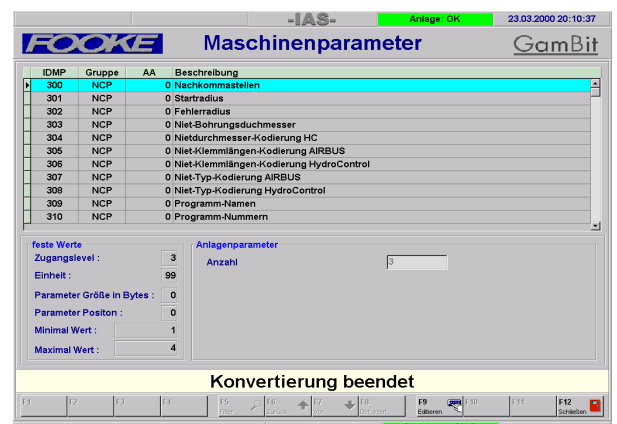 -IAS- Anlage: OK 23.03.2000 20:10:37
FOOKE Maschinenparameter GamBit
IDMP Gruppe AA Beschreibung
300 NCP 0 Nachkommastellen
301 NCP 0 Startradius
302 NCP 0 Fehlerradius
303 NCP 0 Niet-Bohrungsduchmesser
304 NCP 0 Nietdurchmesser-Kodierung HC
305 NCP 0 Niet-Klemmlängen-Kodierung AIRBUS
306 NCP 0 Niet-Klemmlängen-Kodierung HydroControl
307 NCP 0 Niet-Typ-Kodierung AIRBUS
308 NCP 0 Niet-Typ-Kodierung HydroControl
309 NCP 0 Programm-Namen
310 NCP 0 Programm-Nummern
feste Werte
Zugangslevel : 3
Einheit : 99
Parameter Größe in Bytes : 0
Parameter Positon : 0
Minimal Wert : 1
Maximal Wert : 4
Anlagenparameter
Anzahl 3
Konvertierung beendet
F1 F2 F3 F4 F5 F6 F7 F8 F9 F10 F11 F12
Filter Zurück Vor Def.Wert Editieren Schließen